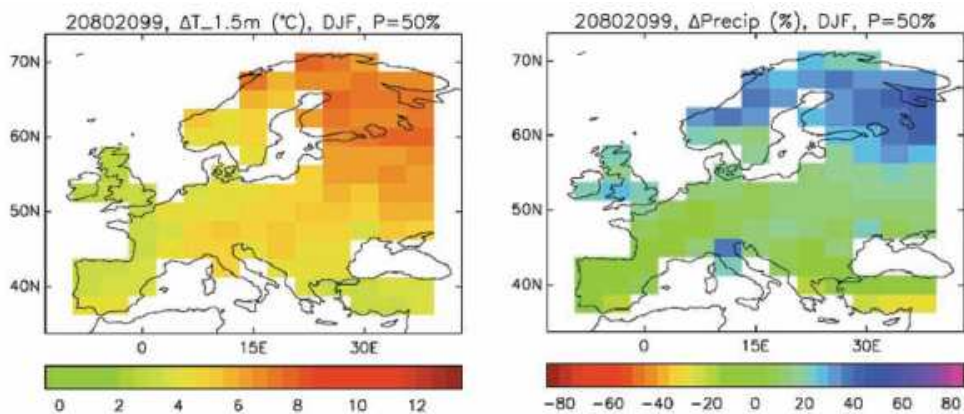 20802099, ΔT_1.5m (°C), DJF, P=50%
70N
60N
50N
40N
0 15E 30E
0 2 4 6 8 10 12
20802099, ΔPrecip (%), DJF, P=50%
70N
60N
50N
40N
0 15E 30E
-80 -60 -40 -20 0 20 40 60 80